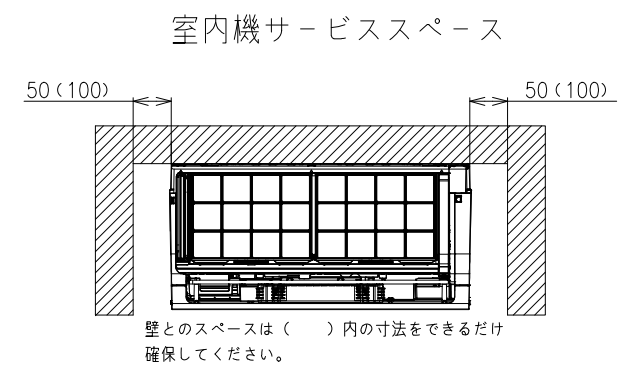 室内機サービススペース
50(100) 50(100)
壁とのスペースは(　　)内の寸法をできるだけ
確保してください。